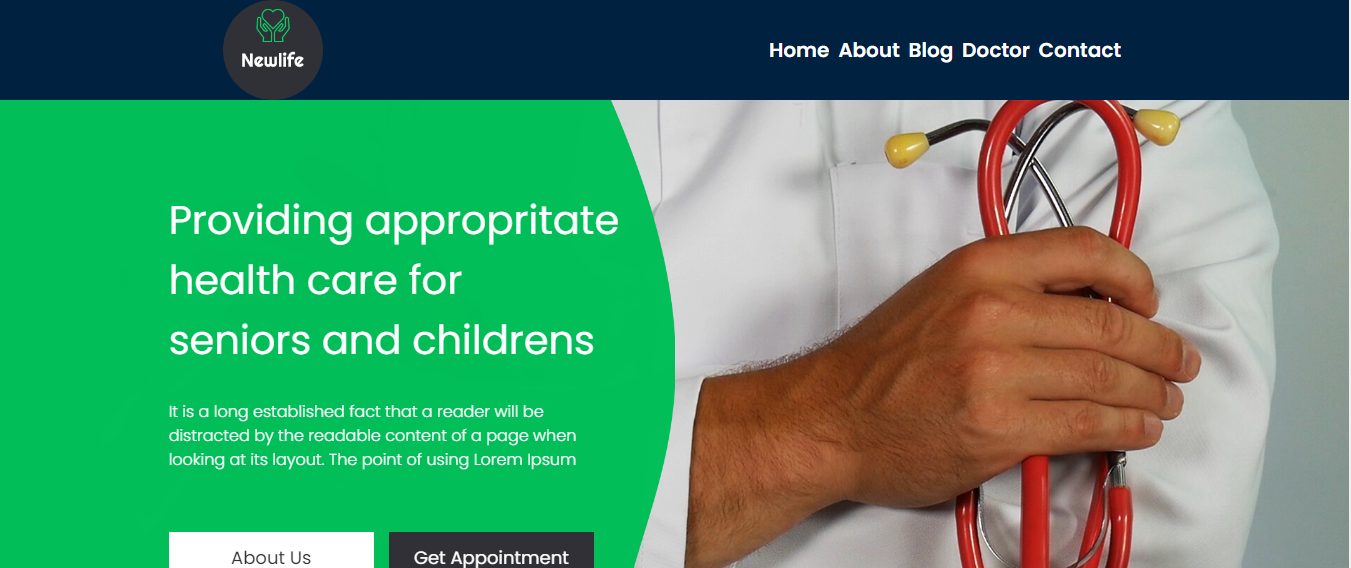 Newlife
Home About Blog Doctor Contact
Providing appropritate
health care for
seniors and childrens
It is a long established fact that a reader will be
distracted by the readable content of a page when
looking at its layout. The point of using Lorem Ipsum
About Us
Get Appointment